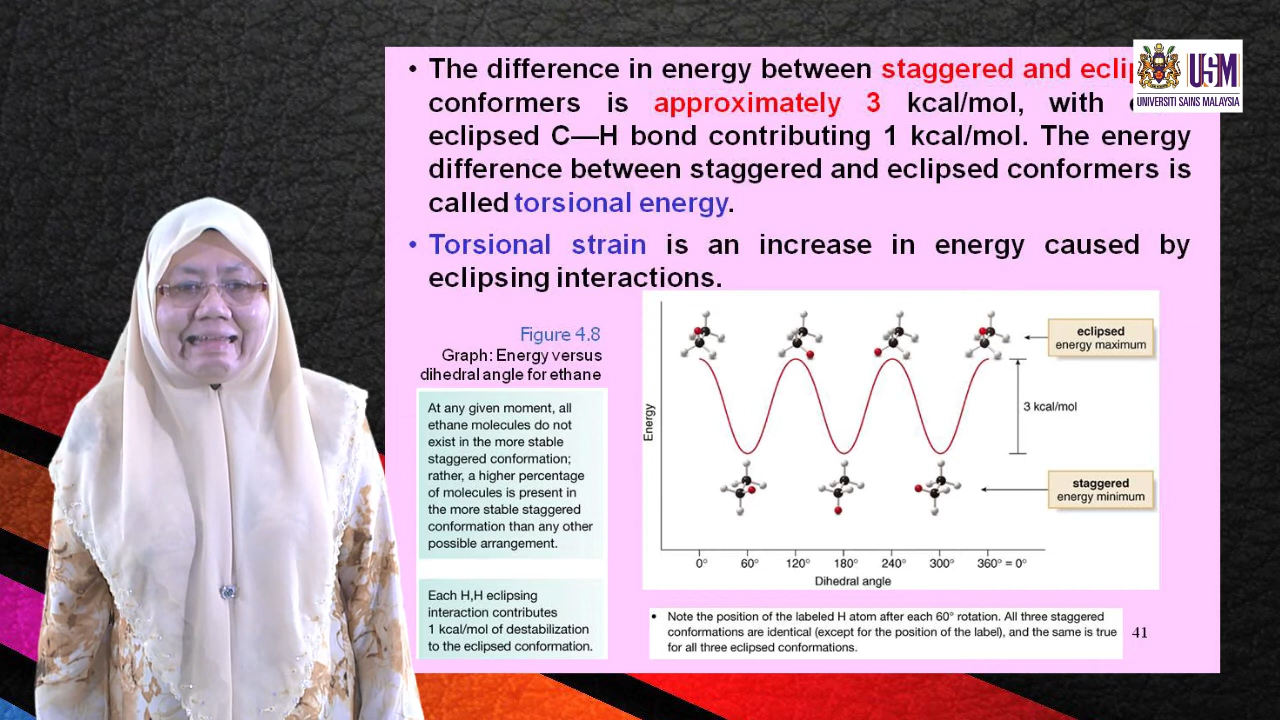 • The difference in energy between staggered and
conformers is approximately 3 kcal/mol, with
eclipsed C—H bond contributing 1 kcal/mol. The energy
difference between staggered and eclipsed conformers is
called torsional energy.
• Torsional strain is an increase in energy caused by
eclipsing interactions.
USM
UNIVERSITI SAINS MALAYSIA
Figure 4.8
Graph: Energy versus
dihedral angle for ethane
At any given moment, all
ethane molecules do not
exist in the more stable
staggered conformation;
rather, a higher percentage
of molecules is present in
the more stable staggered
conformation than any other
possible arrangement.
Each H,H eclipsing
interaction contributes
1 kcal/mol of destabilization
to the eclipsed conformation.
eclipsed
energy maximum
3 kcal/mol
Energy
staggered
energy minimum
0° 60° 120° 180° 240° 300° 360° = 0°
Dihedral angle
• Note the position of the labeled H atom after each 60° rotation. All three staggered
conformations are identical (except for the position of the label), and the same is true
for all three eclipsed conformations.
41